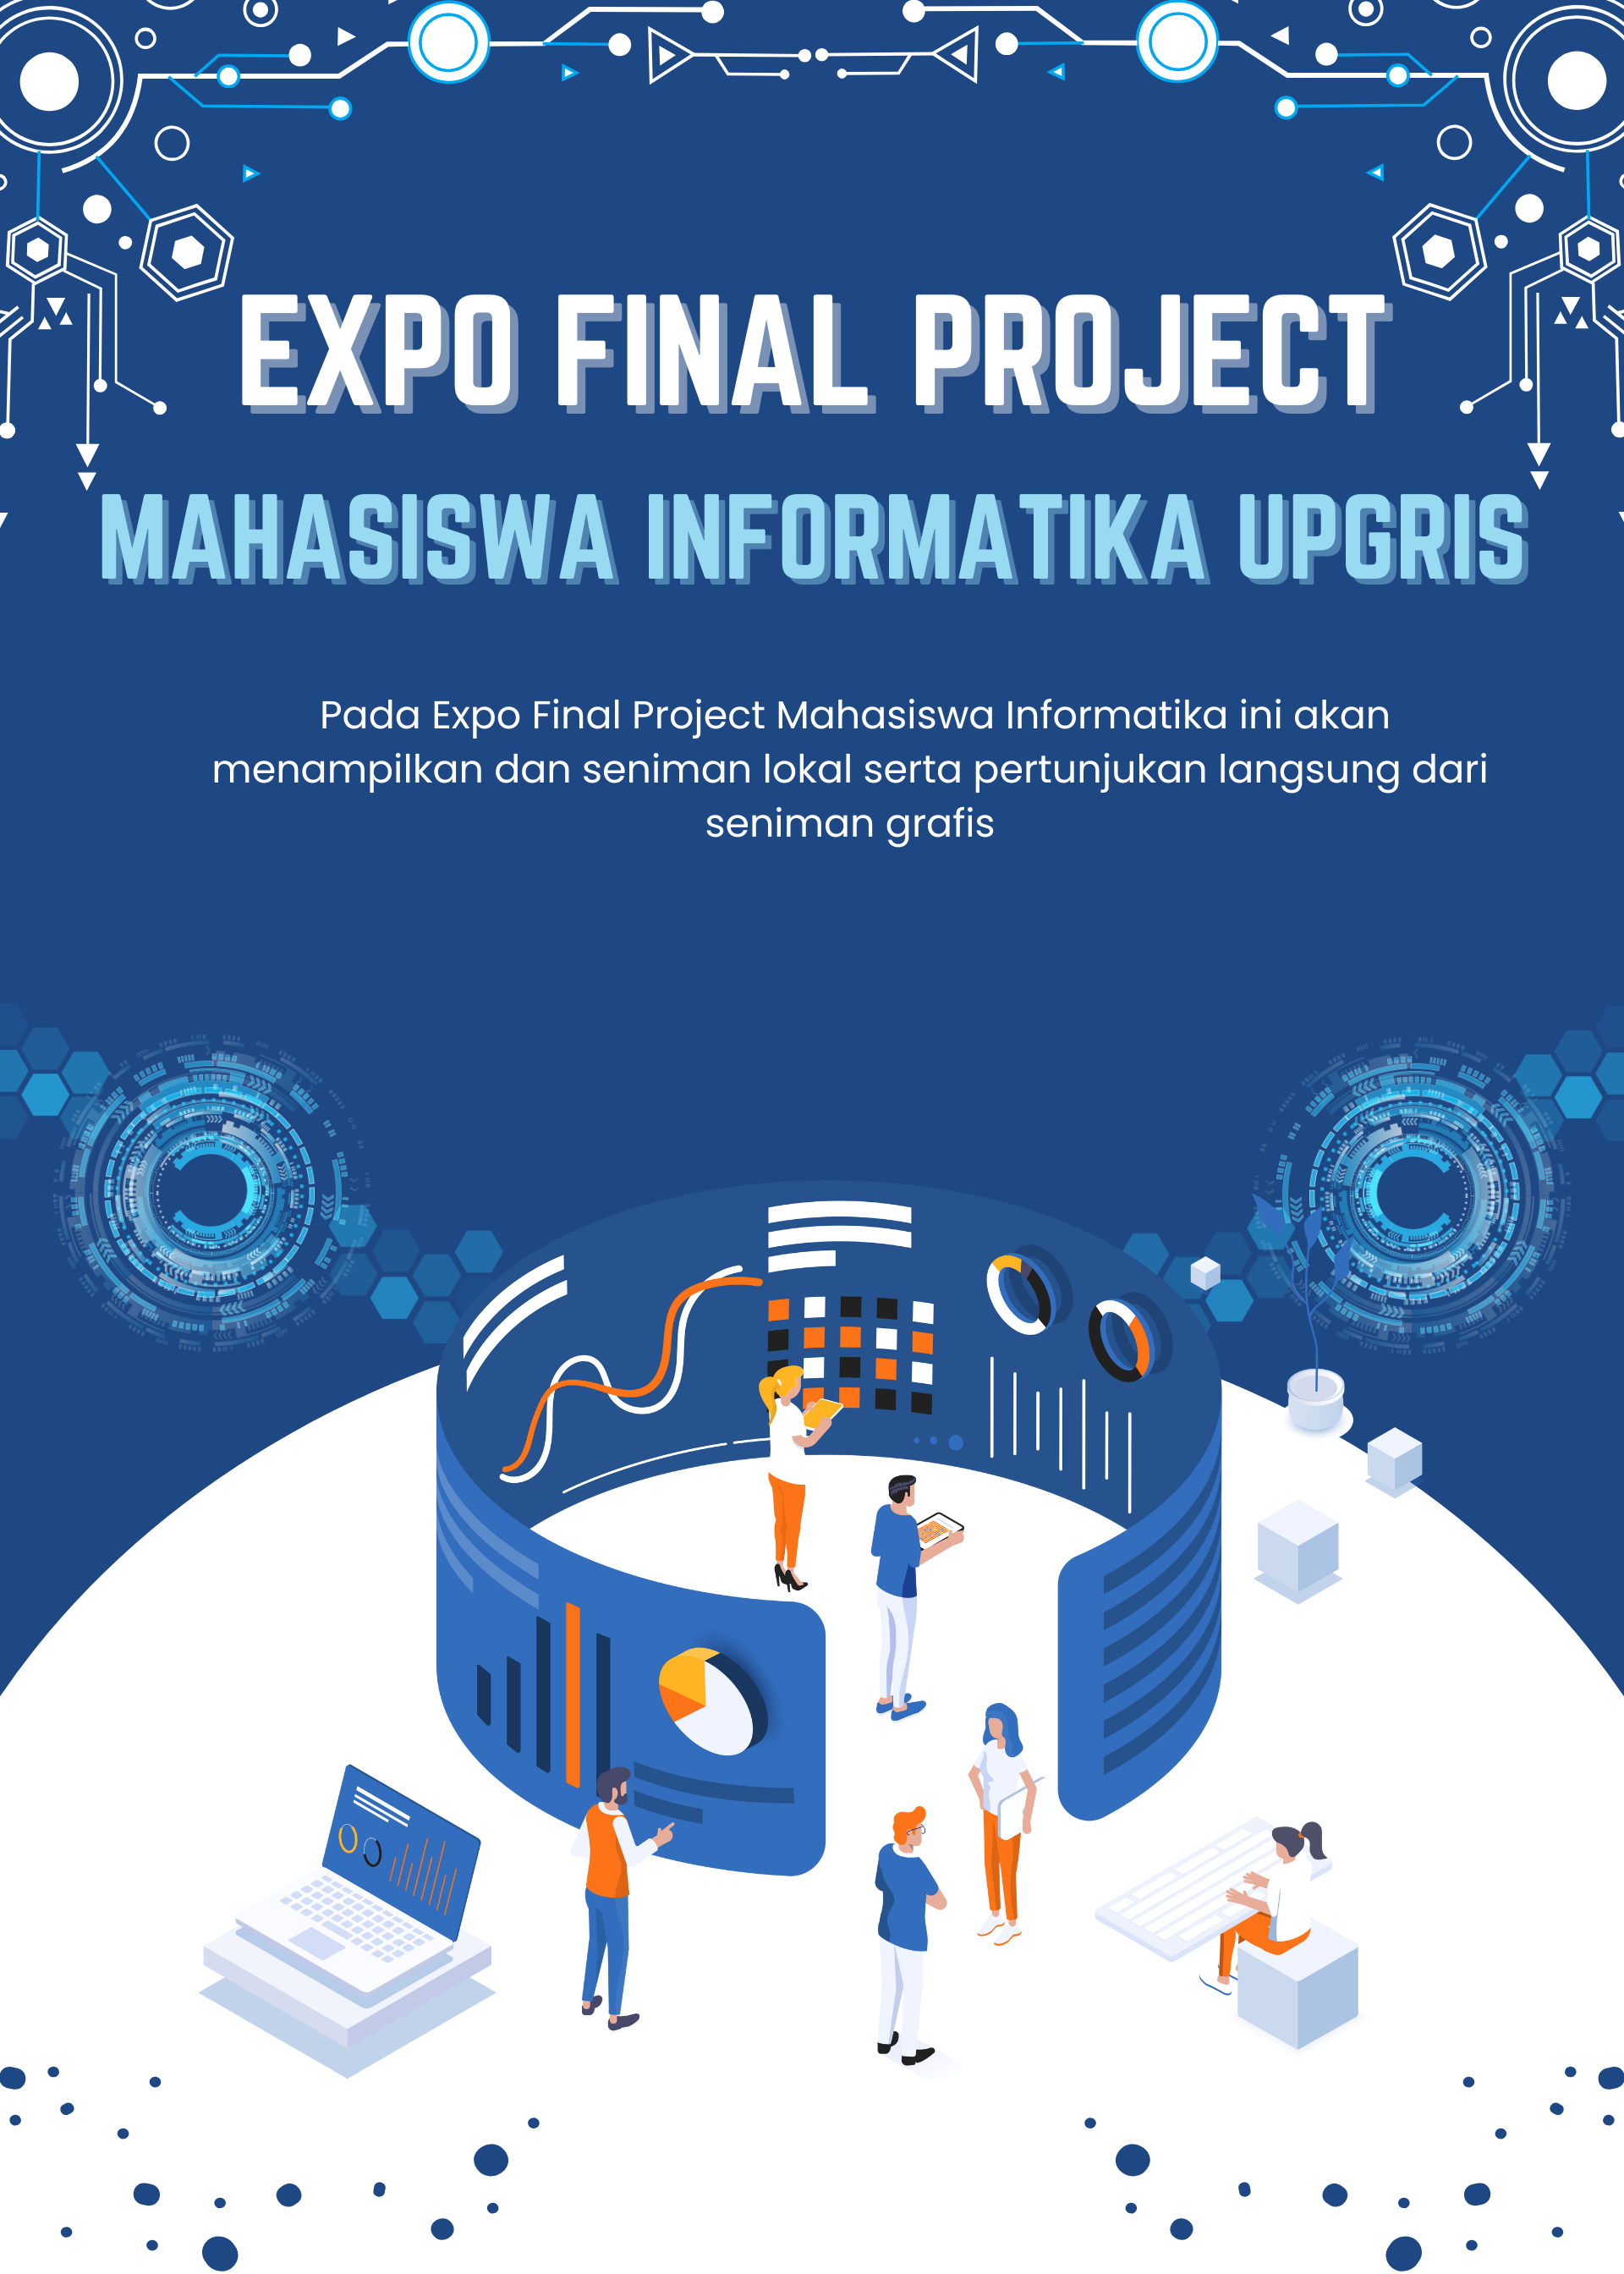 EXPO FINAL PROJECT
MAHASISWA INFORMATIKA UPGRIS
Pada Expo Final Project Mahasiswa Informatika ini akan
menampilkan dan seniman lokal serta pertunjukan langsung dari
seniman grafis